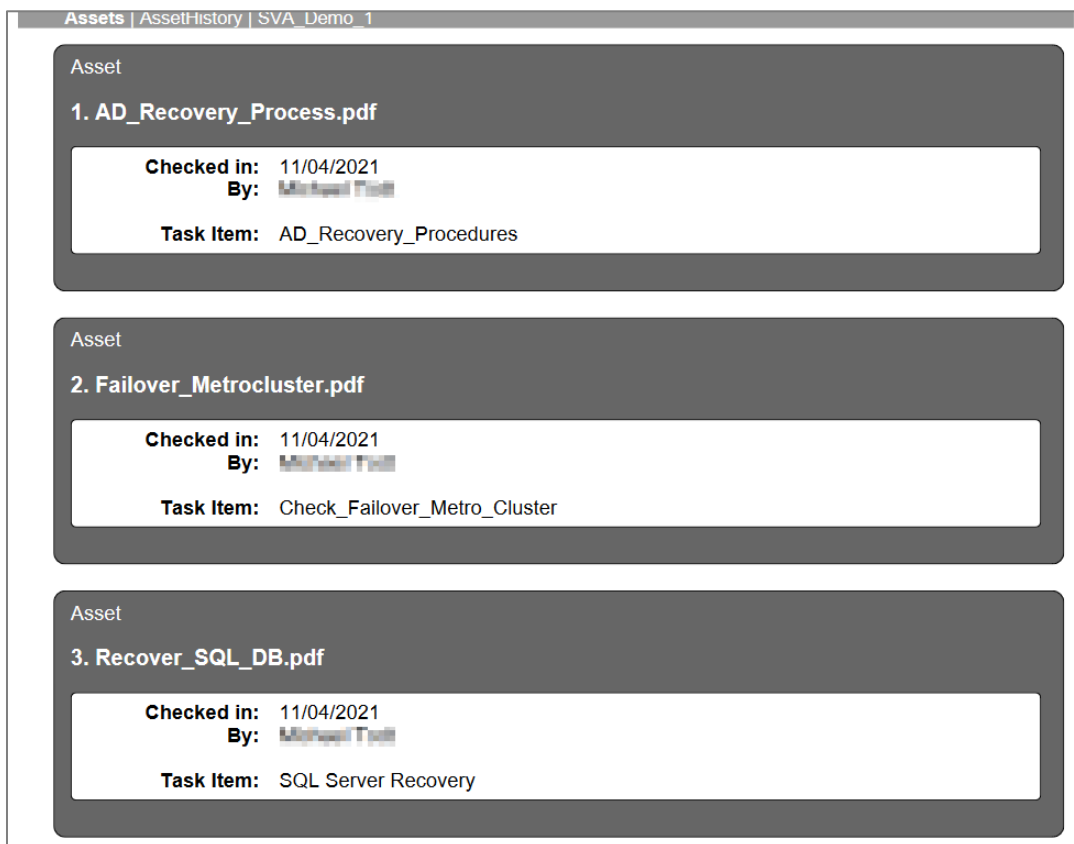 Assets | AssetHistory | SVA_Demo_1
Asset
1. AD_Recovery_Process.pdf
Checked in: 11/04/2021
By:
Task Item: AD_Recovery_Procedures
Asset
2. Failover_Metrocluster.pdf
Checked in: 11/04/2021
By:
Task Item: Check_Failover_Metro_Cluster
Asset
3. Recover_SQL_DB.pdf
Checked in: 11/04/2021
By:
Task Item: SQL Server Recovery